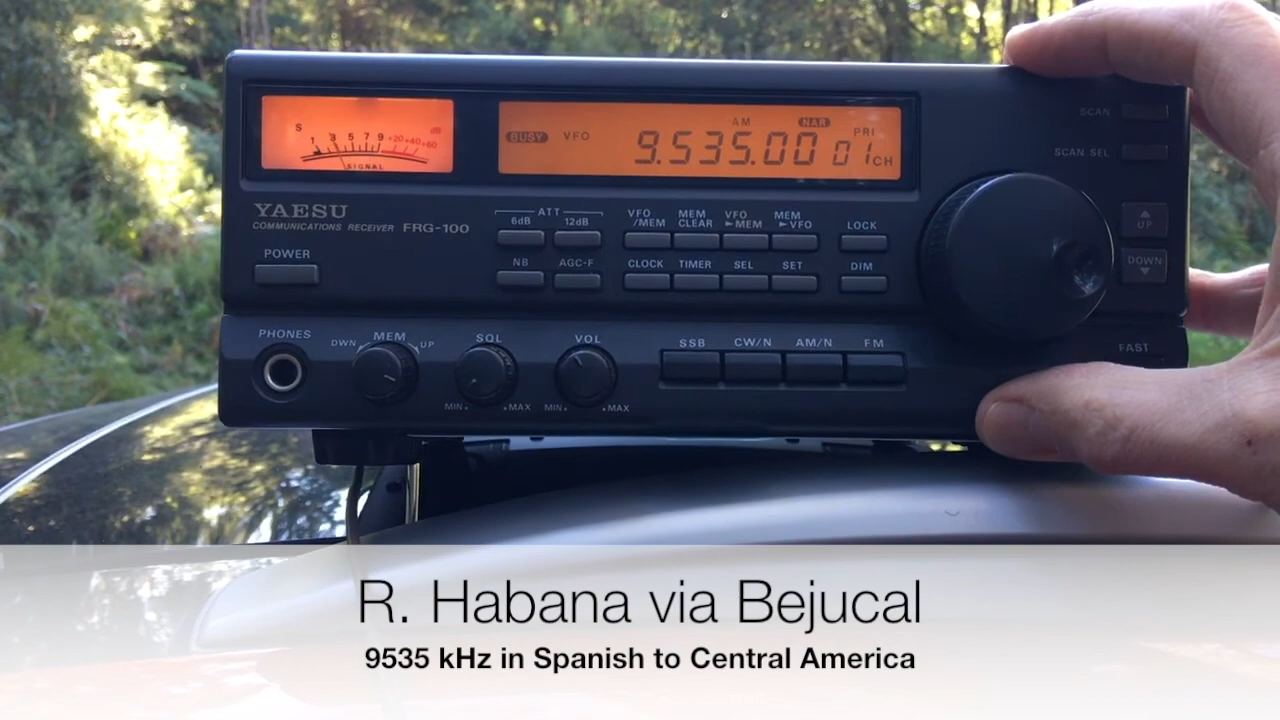 S 1 3 5 7 9 +20 +40 +60 dB
SIGNAL
BUSY VFO AM NAR PRI
9.535.00 01CH
SCAN
SCAN SEL
YAESU
COMMUNICATIONS RECEIVER FRG-100
POWER
ATT
6dB 12dB
NB AGC-F
VFO/MEM MEM CLEAR VFO►MEM MEM►VFO LOCK
CLOCK TIMER SEL SET DIM
UP
DOWN
PHONES
DWN MEM UP
SQL
MIN MAX
VOL
MIN MAX
SSB CW/N AM/N FM
FAST
R. Habana via Bejucal
9535 kHz in Spanish to Central America